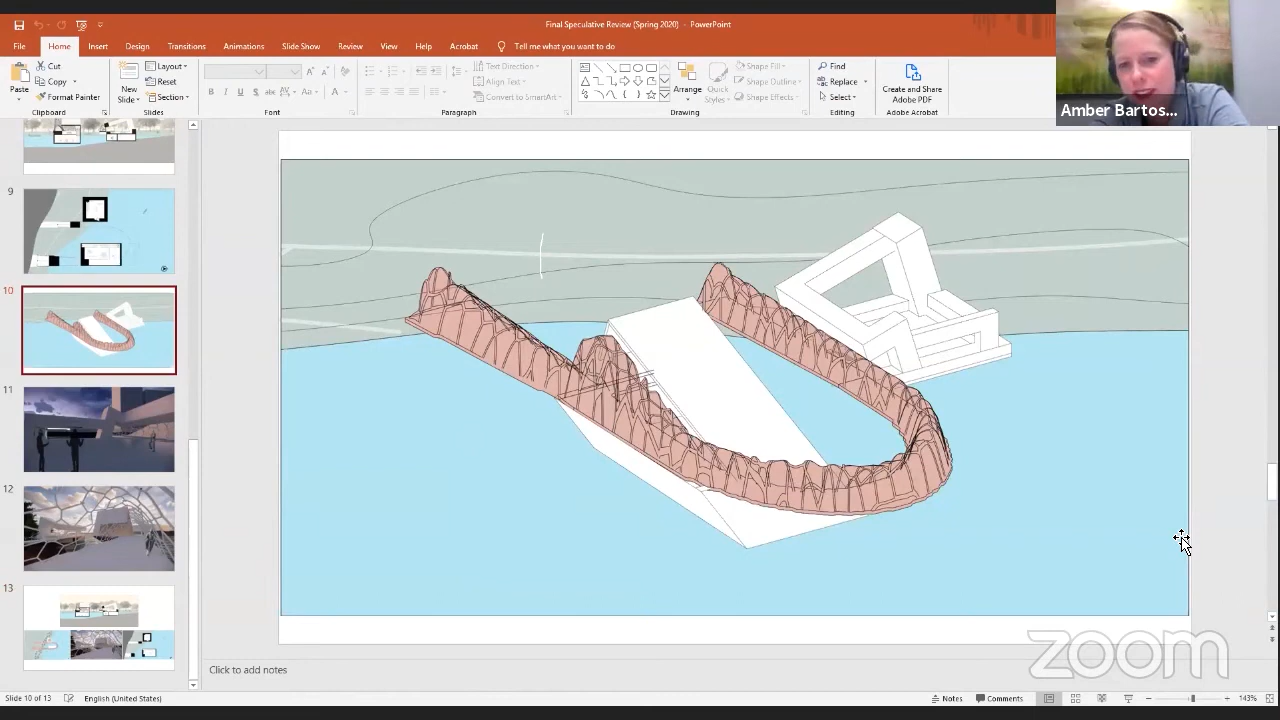 Final Speculative Review (Spring 2020) - PowerPoint
File Home Insert Design Transitions Animations Slide Show Review View Help Acrobat Tell me what you want to do
Paste
Cut
Copy
Format Painter
Clipboard
New Slide
Layout
Reset
Section
Slides
B I U S abc AV Aa A
Font
Text Direction
Align Text
Convert to SmartArt
Paragraph
Arrange
Quick Styles
Shape Fill
Shape Outline
Shape Effects
Drawing
Find
Replace
Select
Editing
Create and Share Adobe PDF
Adobe Acrobat
Amber Bartos...
9
10
11
12
13
Click to add notes
zoom
Slide 10 of 13 English (United States) Notes Comments 143%